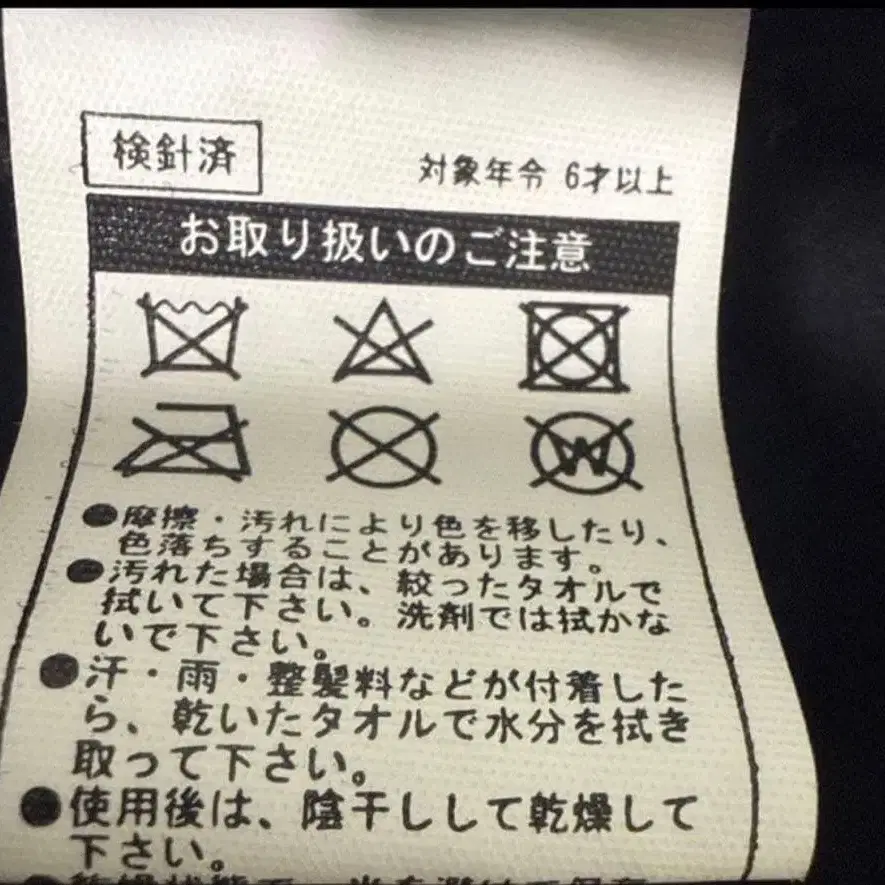 検針済
対象年令 6才以上
お取り扱いのご注意
W
●摩擦・汚れにより色を移したり、
色落ちすることがあります。
●汚れた場合は、絞ったタオルで
拭いて下さい。洗剤では拭かな
いで下さい。
●汗・雨・整髪料などが付着した
ら、乾いたタオルで水分を拭き
取って下さい。
●使用後は、陰干しして乾燥して
下さい。